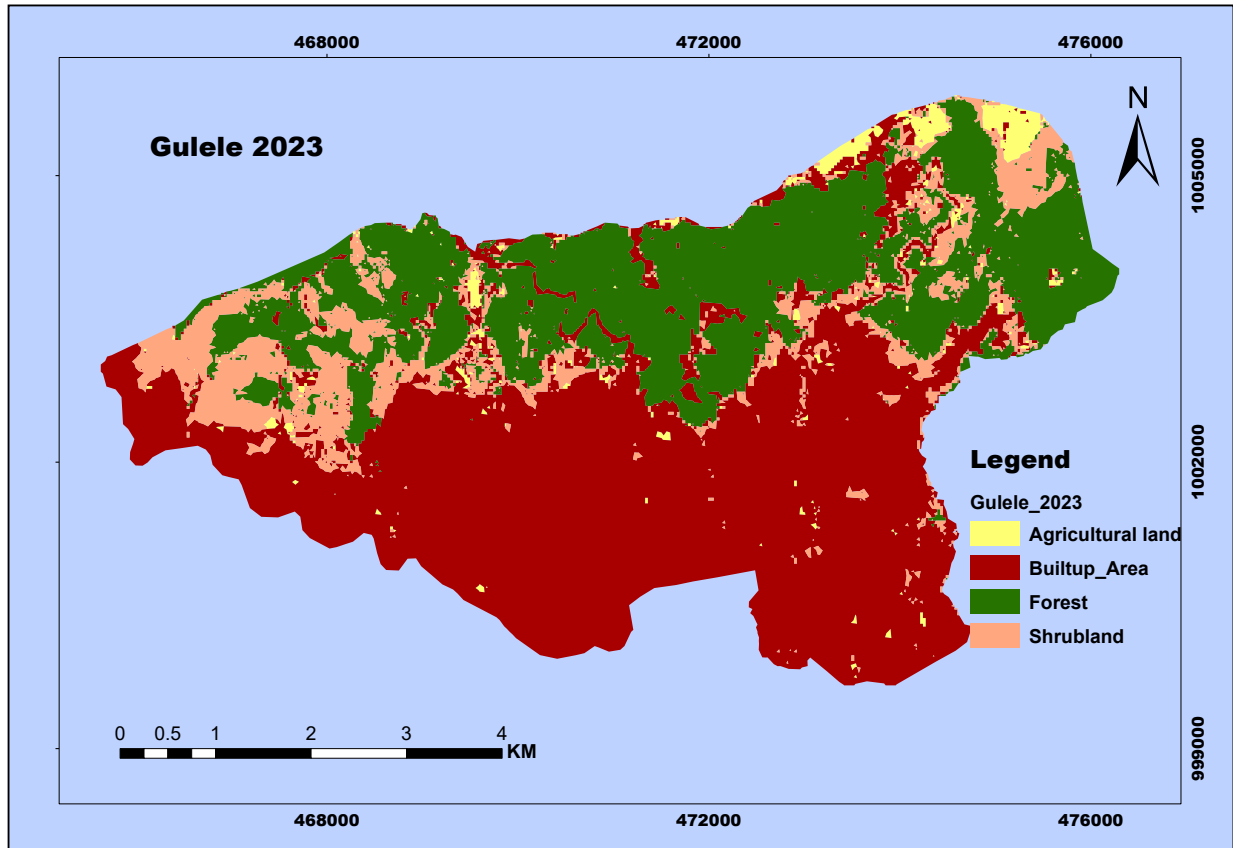 468000 472000 476000
Gulele 2023
N
1005000
1002000
999000
Legend
Gulele_2023
Agricultural land
Builtup_Area
Forest
Shrubland
0 0.5 1 2 3 4
KM
468000 472000 476000